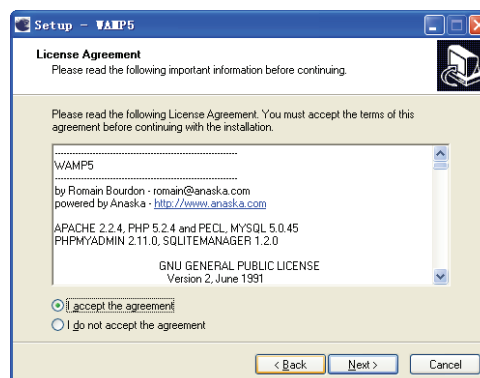 Setup - WAMP5
License Agreement
Please read the following important information before continuing.
Please read the following License Agreement. You must accept the terms of this
agreement before continuing with the installation.
------------------------------------------------------------
WAMP5
------------------------------------------------------------
by Romain Bourdon - romain@anaska.com
powered by Anaska - http://www.anaska.com
APACHE 2.2.4, PHP 5.2.4 and PECL, MYSQL 5.0.45
PHPMYADMIN 2.11.0, SQLITEMANAGER 1.2.0
GNU GENERAL PUBLIC LICENSE
Version 2, June 1991
I accept the agreement
I do not accept the agreement
< Back Next > Cancel